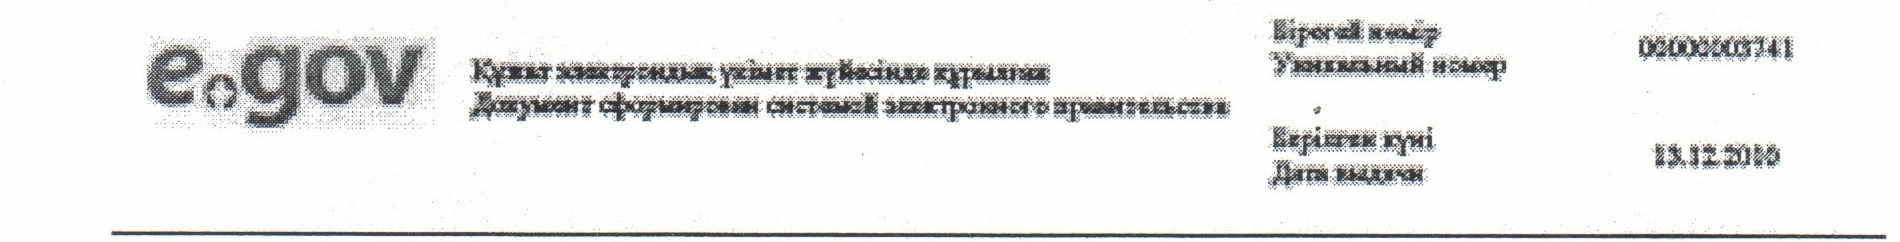 e.gov
Құжат электрондық үкімет жүйесінде құрылған
Документ сформирован системой электронного правительства
Бірегей нөмір
Уникальный номер
Берілген күні
Дата выдачи